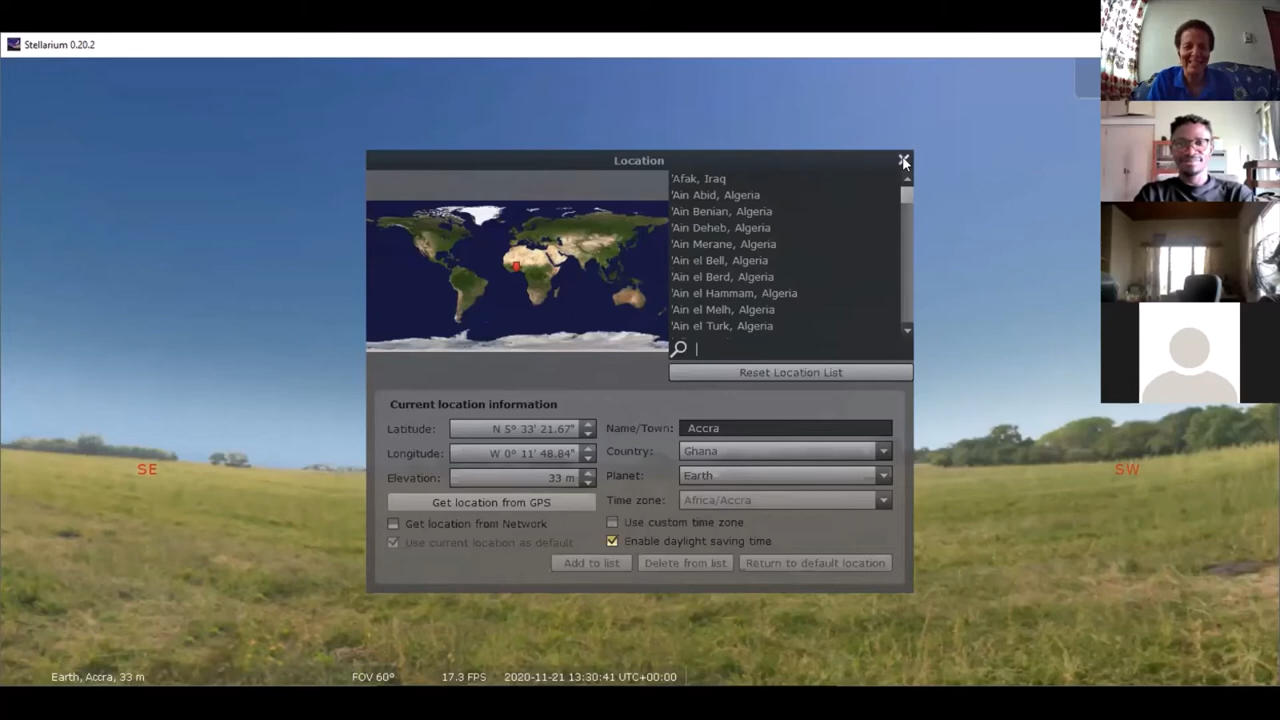 Stellarium 0.20.2
Location
'Afak, Iraq
'Ain Abid, Algeria
'Ain Benian, Algeria
'Ain Deheb, Algeria
'Ain Merane, Algeria
'Ain el Bell, Algeria
'Ain el Berd, Algeria
'Ain el Hammam, Algeria
'Ain el Melh, Algeria
'Ain el Turk, Algeria
Reset Location List
Current location information
Latitude: N 5° 33' 21.67"
Name/Town: Accra
Longitude: W 0° 11' 48.84"
Country: Ghana
Elevation: 33 m
Planet: Earth
Get location from GPS
Time zone: Africa/Accra
Get location from Network
Use custom time zone
Use current location as default
Enable daylight saving time
Add to list
Delete from list
Return to default location
SE
SW
Earth, Accra, 33 m
FOV 60°
17.3 FPS
2020-11-21 13:30:41 UTC+00:00